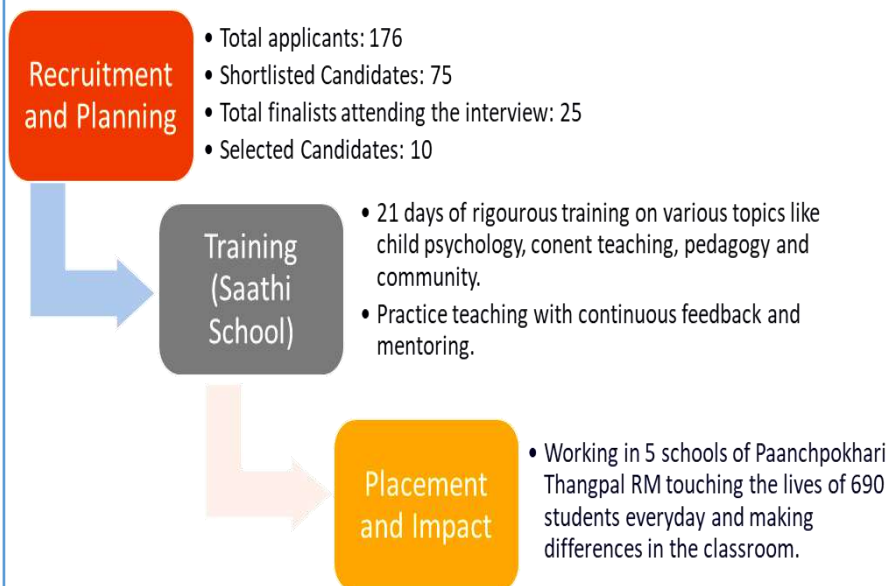 Recruitment
and Planning
• Total applicants: 176
• Shortlisted Candidates: 75
• Total finalists attending the interview: 25
• Selected Candidates: 10
Training
(Saathi
School)
• 21 days of rigourous training on various topics like
child psychology, conent teaching, pedagogy and
community.
• Practice teaching with continuous feedback and
mentoring.
Placement
and Impact
• Working in 5 schools of Paanchpokhari
Thangpal RM touching the lives of 690
students everyday and making
differences in the classroom.